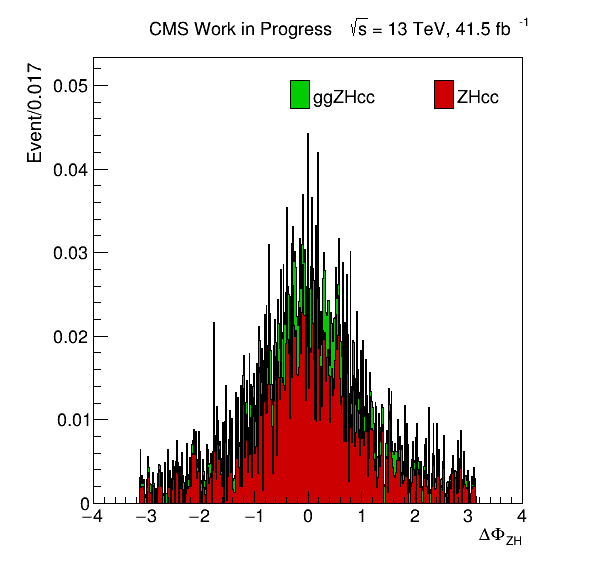 CMS Work in Progress √s = 13 TeV, 41.5 fb⁻¹
Event/0.017
ggZHcc ZHcc
0.05
0.04
0.03
0.02
0.01
0
−4 −3 −2 −1 0 1 2 3 4
ΔΦ_ZH